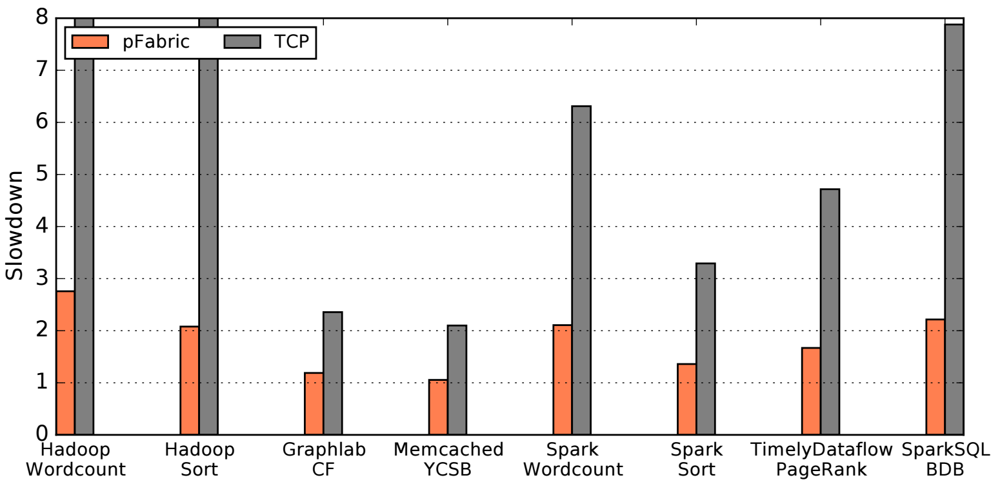 8
7
6
5
4
3
2
1
0
Slowdown
pFabric TCP
Hadoop Wordcount
Hadoop Sort
Graphlab CF
Memcached YCSB
Spark Wordcount
Spark Sort
TimelyDataflow PageRank
SparkSQL BDB